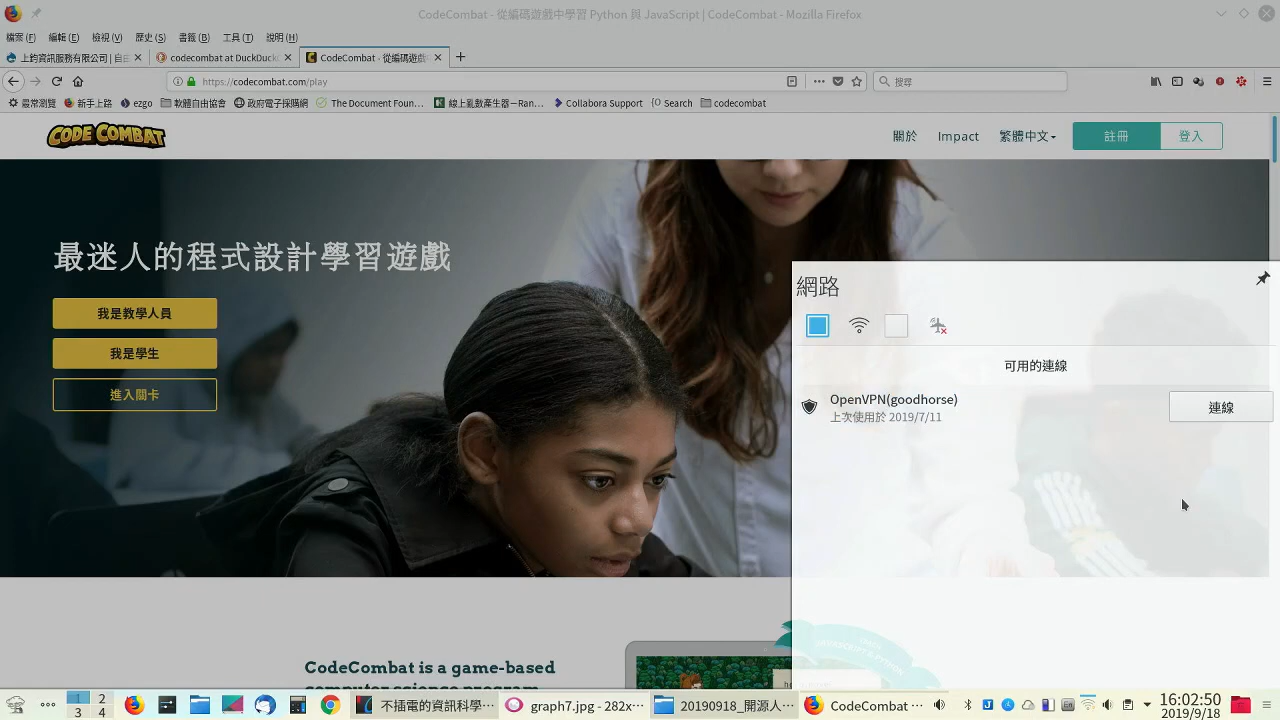 CodeCombat - 從編碼遊戲中學習 Python 與 JavaScript | CodeCombat - Mozilla Firefox
檔案 (F) 編輯 (E) 檢視 (V) 歷史 (S) 書籤 (B) 工具 (T) 說明 (H)
上鈞資訊服務有限公司 | 自由 codecombat at DuckDuckG CodeCombat - 從編碼遊戲
https://codecombat.com/play 搜尋
最常瀏覽 新手上路 ezgo 軟體自由協會 政府電子採購網 The Document Foun… 線上亂數產生器－Ran… Collabora Support Search codecombat
CODE COMBAT 關於 Impact 繁體中文 註冊 登入
最迷人的程式設計學習遊戲
我是教學人員
我是學生
進入關卡
網路
可用的連線
OpenVPN(goodhorse)
上次使用於 2019/7/11
連線
JAVASCRIPT & PYTHON
CodeCombat is a game-based
computer science program
1 2 3 4
不插電的資訊科學… graph7.jpg - 282x… 20190918_開源人… CodeCombat …
16:02:50
2019/9/18